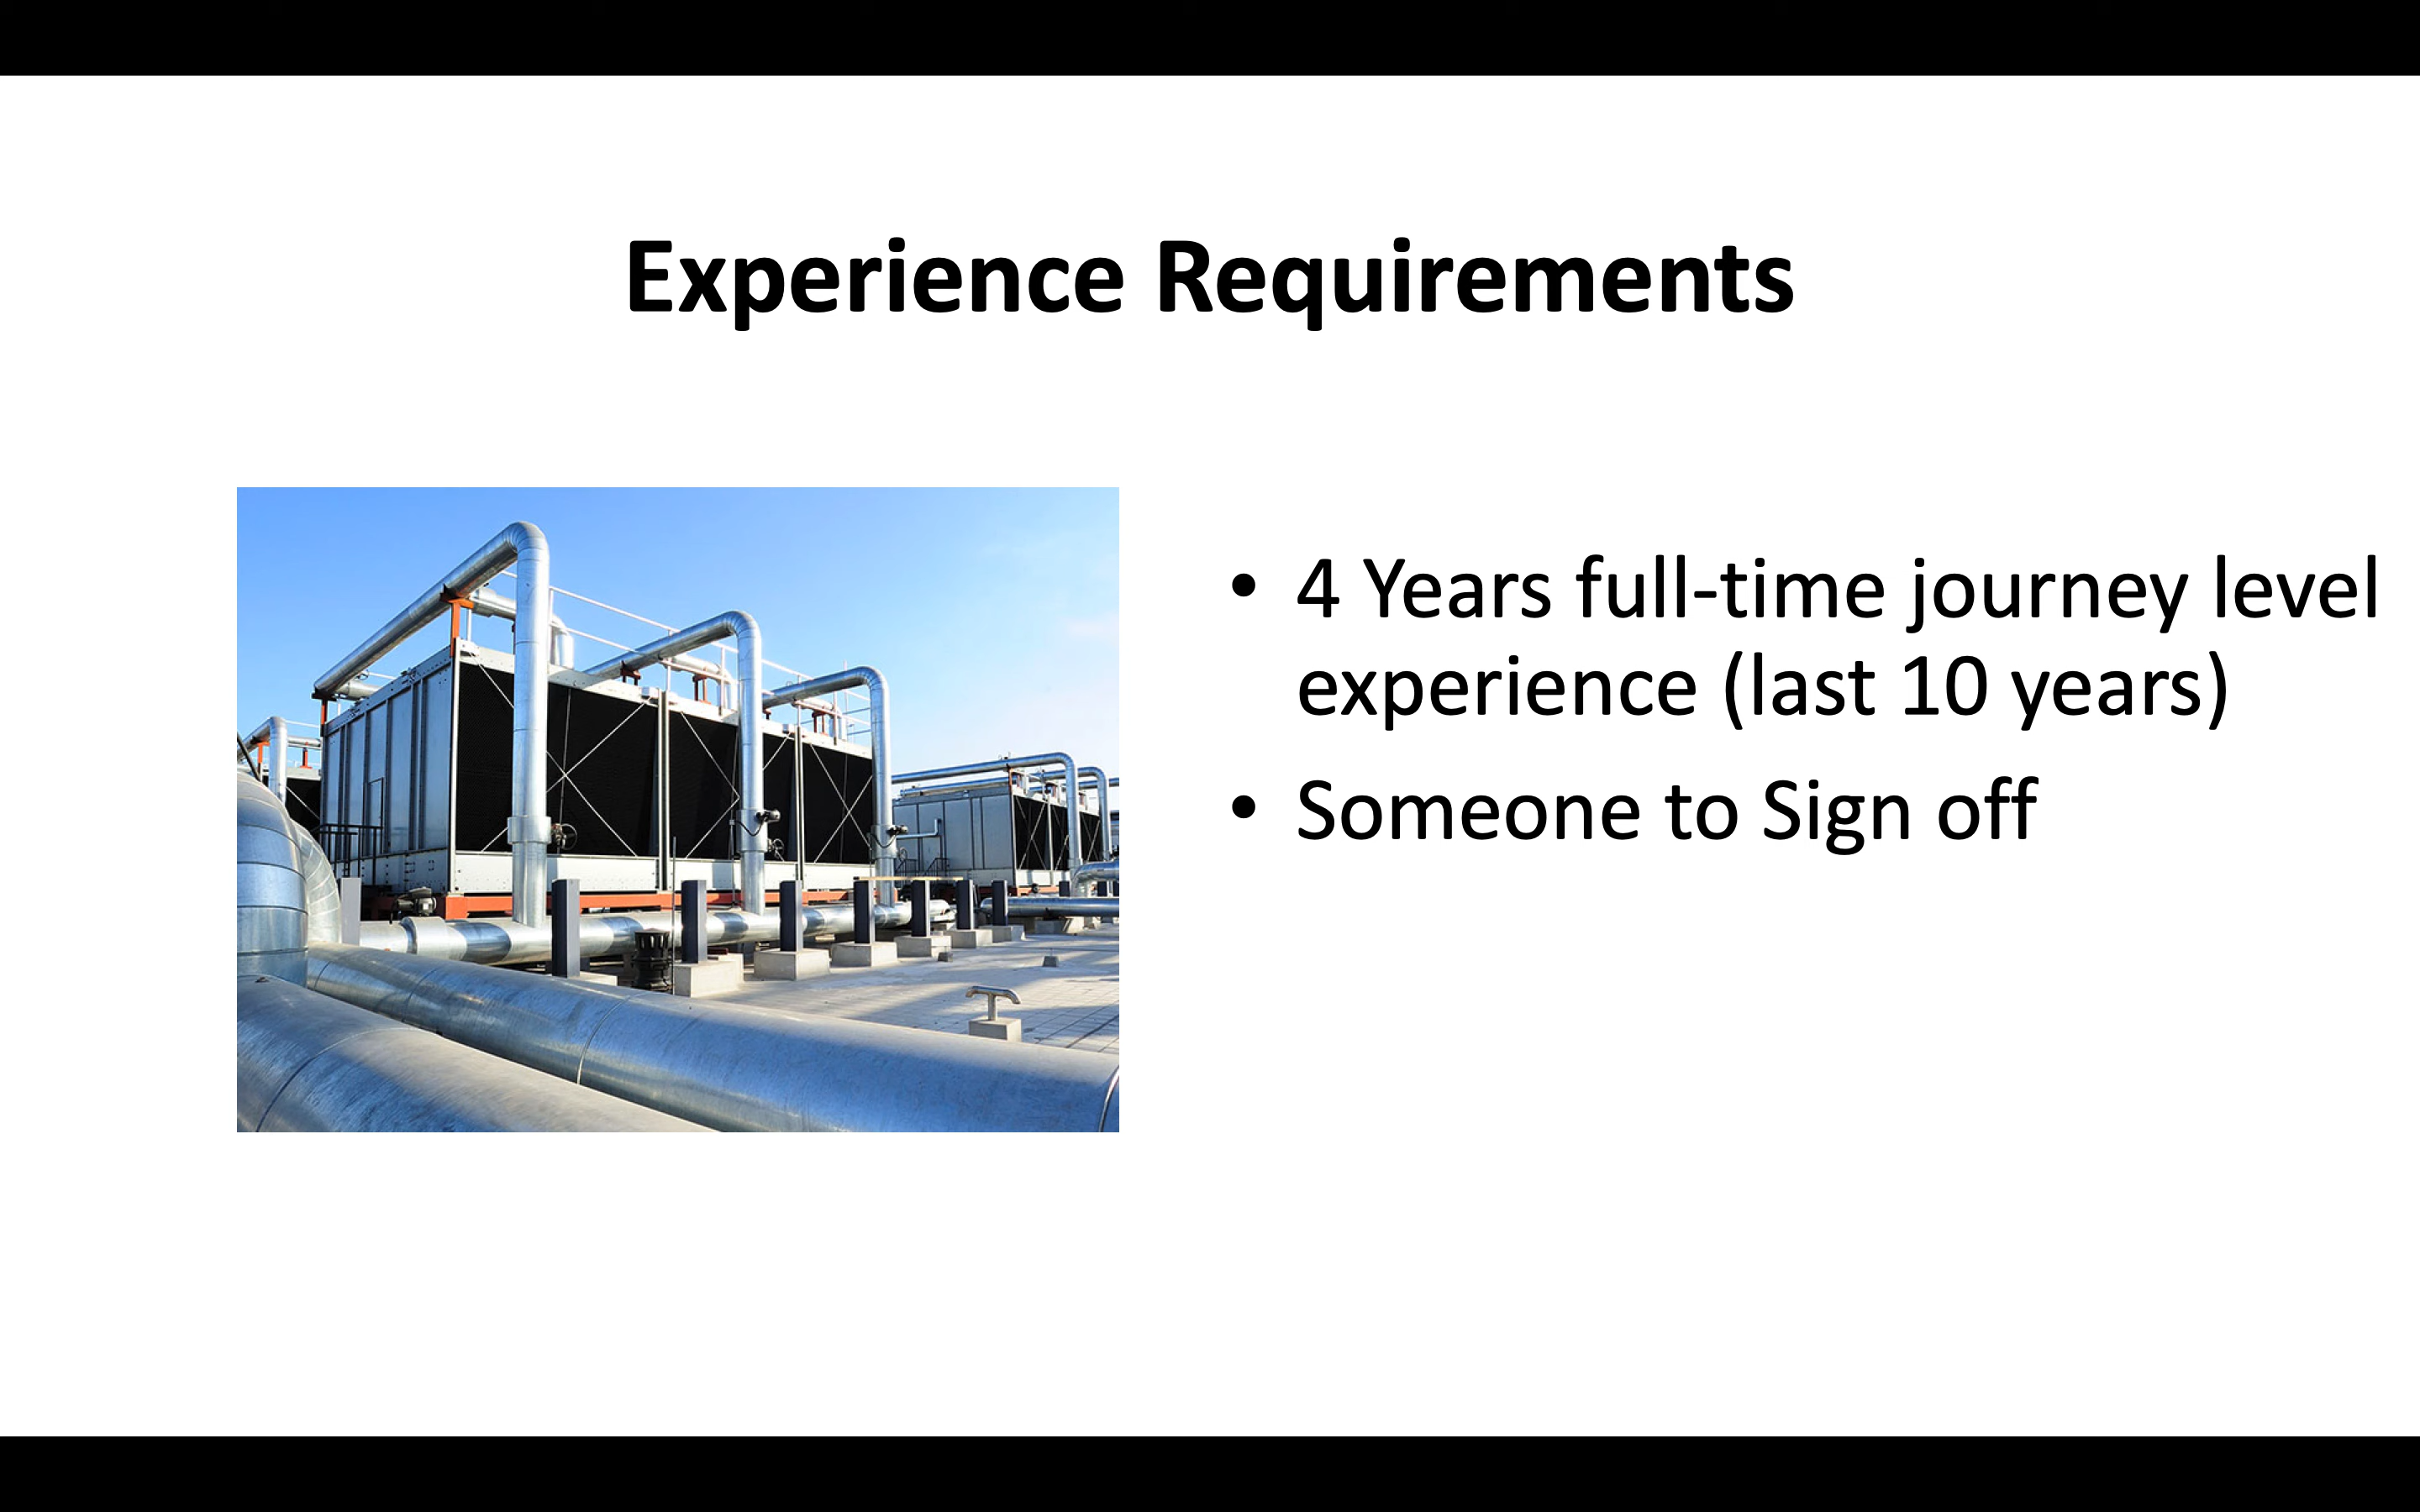 Experience Requirements
• 4 Years full-time journey level
experience (last 10 years)
• Someone to Sign off